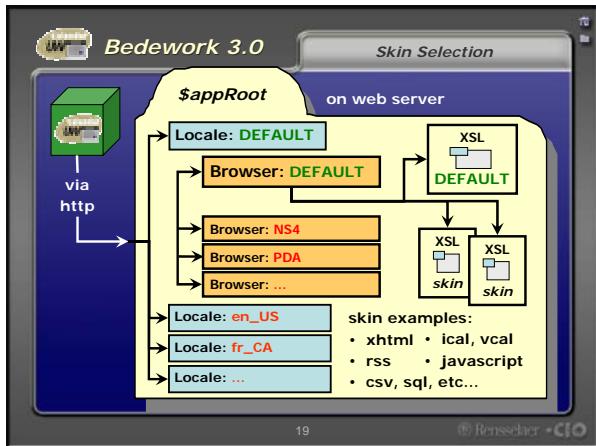 Bedework 3.0
Skin Selection
$appRoot
on web server
via
http
Locale: DEFAULT
Browser: DEFAULT
Browser: NS4
Browser: PDA
Browser: ...
Locale: en_US
Locale: fr_CA
Locale: ...
XSL
DEFAULT
XSL
skin
XSL
skin
skin examples:
• xhtml • ical, vcal
• rss • javascript
• csv, sql, etc...
19
Rensselaer • CIO